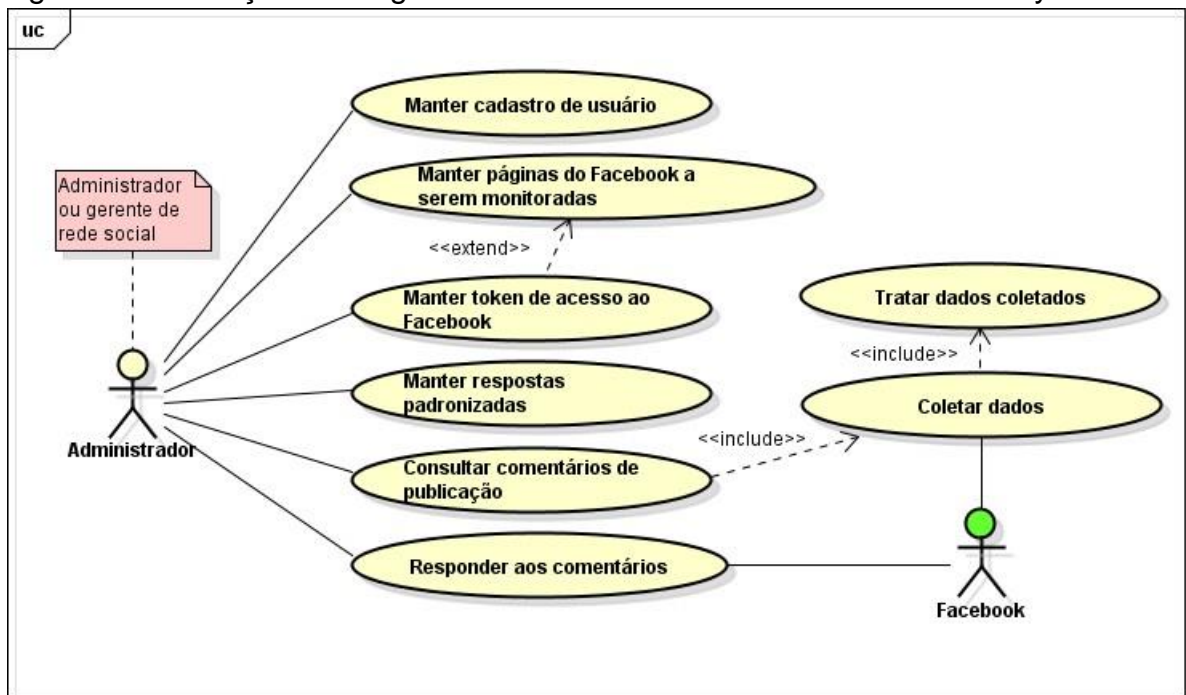 uc
Manter cadastro de usuário
Administrador
ou gerente de
rede social
Manter páginas do Facebook a
serem monitoradas
<<extend>>
Manter token de acesso ao
Facebook
Tratar dados coletados
<<include>>
Manter respostas
padronizadas
Coletar dados
Administrador
<<include>>
Consultar comentários de
publicação
Responder aos comentários
Facebook